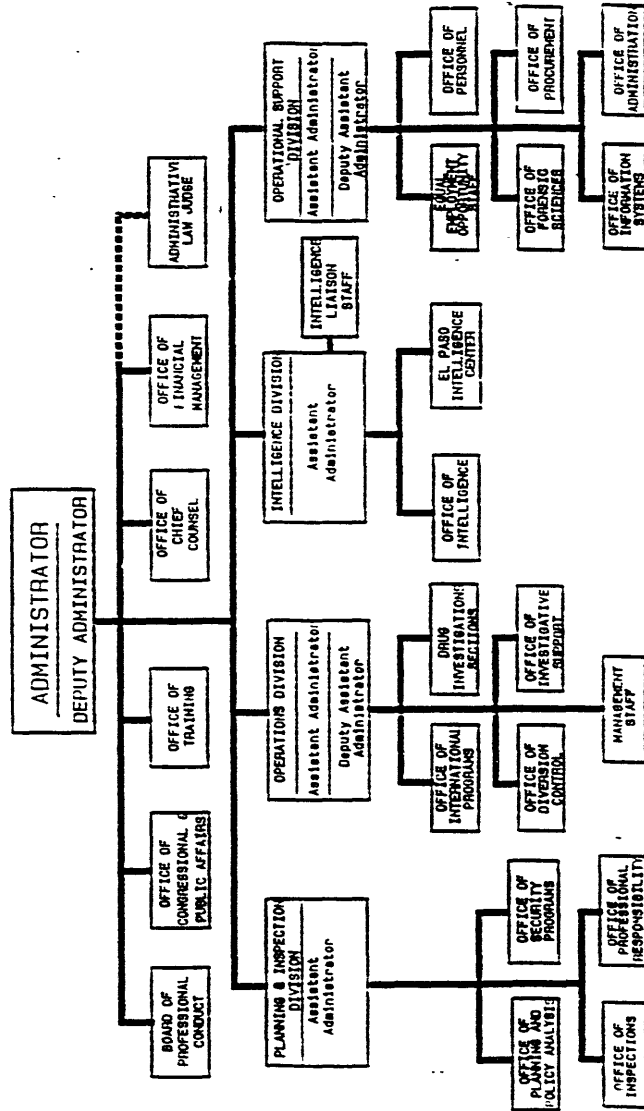 ADMINISTRATOR
DEPUTY ADMINISTRATOR
BOARD OF
PROFESSIONAL
CONDUCT
OFFICE OF
CONGRESSIONAL &
PUBLIC AFFAIRS
OFFICE OF
TRAINING
OFFICE OF
CHIEF
COUNSEL
OFFICE OF
FINANCIAL
MANAGEMENT
ADMINISTRATIVE
LAW JUDGE
PLANNING & INSPECTION
DIVISION
Assistant
Administrator
OPERATIONS DIVISION
Assistant Administrator
Deputy Assistant
Administrator
INTELLIGENCE DIVISION
Assistant
Administrator
INTELLIGENCE
LIAISON
STAFF
OPERATIONAL SUPPORT
DIVISION
Assistant Administrator
Deputy Assistant
Administrator
OFFICE OF
PLANNING AND
POLICY ANALYSIS
OFFICE OF
SECURITY
PROGRAMS
OFFICE OF
INSPECTIONS
OFFICE OF
PROFESSIONAL
RESPONSIBILITY
OFFICE OF
INTERNATIONAL
PROGRAMS
DRUG
INVESTIGATIONS
SECTIONS
OFFICE OF
DIVERSION
CONTROL
OFFICE OF
INVESTIGATIVE
SUPPORT
MANAGEMENT
STAFF
OFFICE OF
INTELLIGENCE
EL PASO
INTELLIGENCE
CENTER
EQUAL
EMPLOYMENT
OPPORTUNITY
STAFF
OFFICE OF
PERSONNEL
OFFICE OF
FORENSIC
SCIENCES
OFFICE OF
PROCUREMENT
OFFICE OF
INFORMATION
SYSTEMS
OFFICE OF
ADMINISTRATION